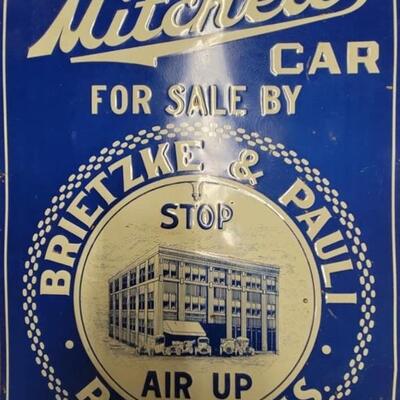 Mitchell
CAR
FOR SALE BY
BRIETZKE & PAULI
STOP
AIR UP